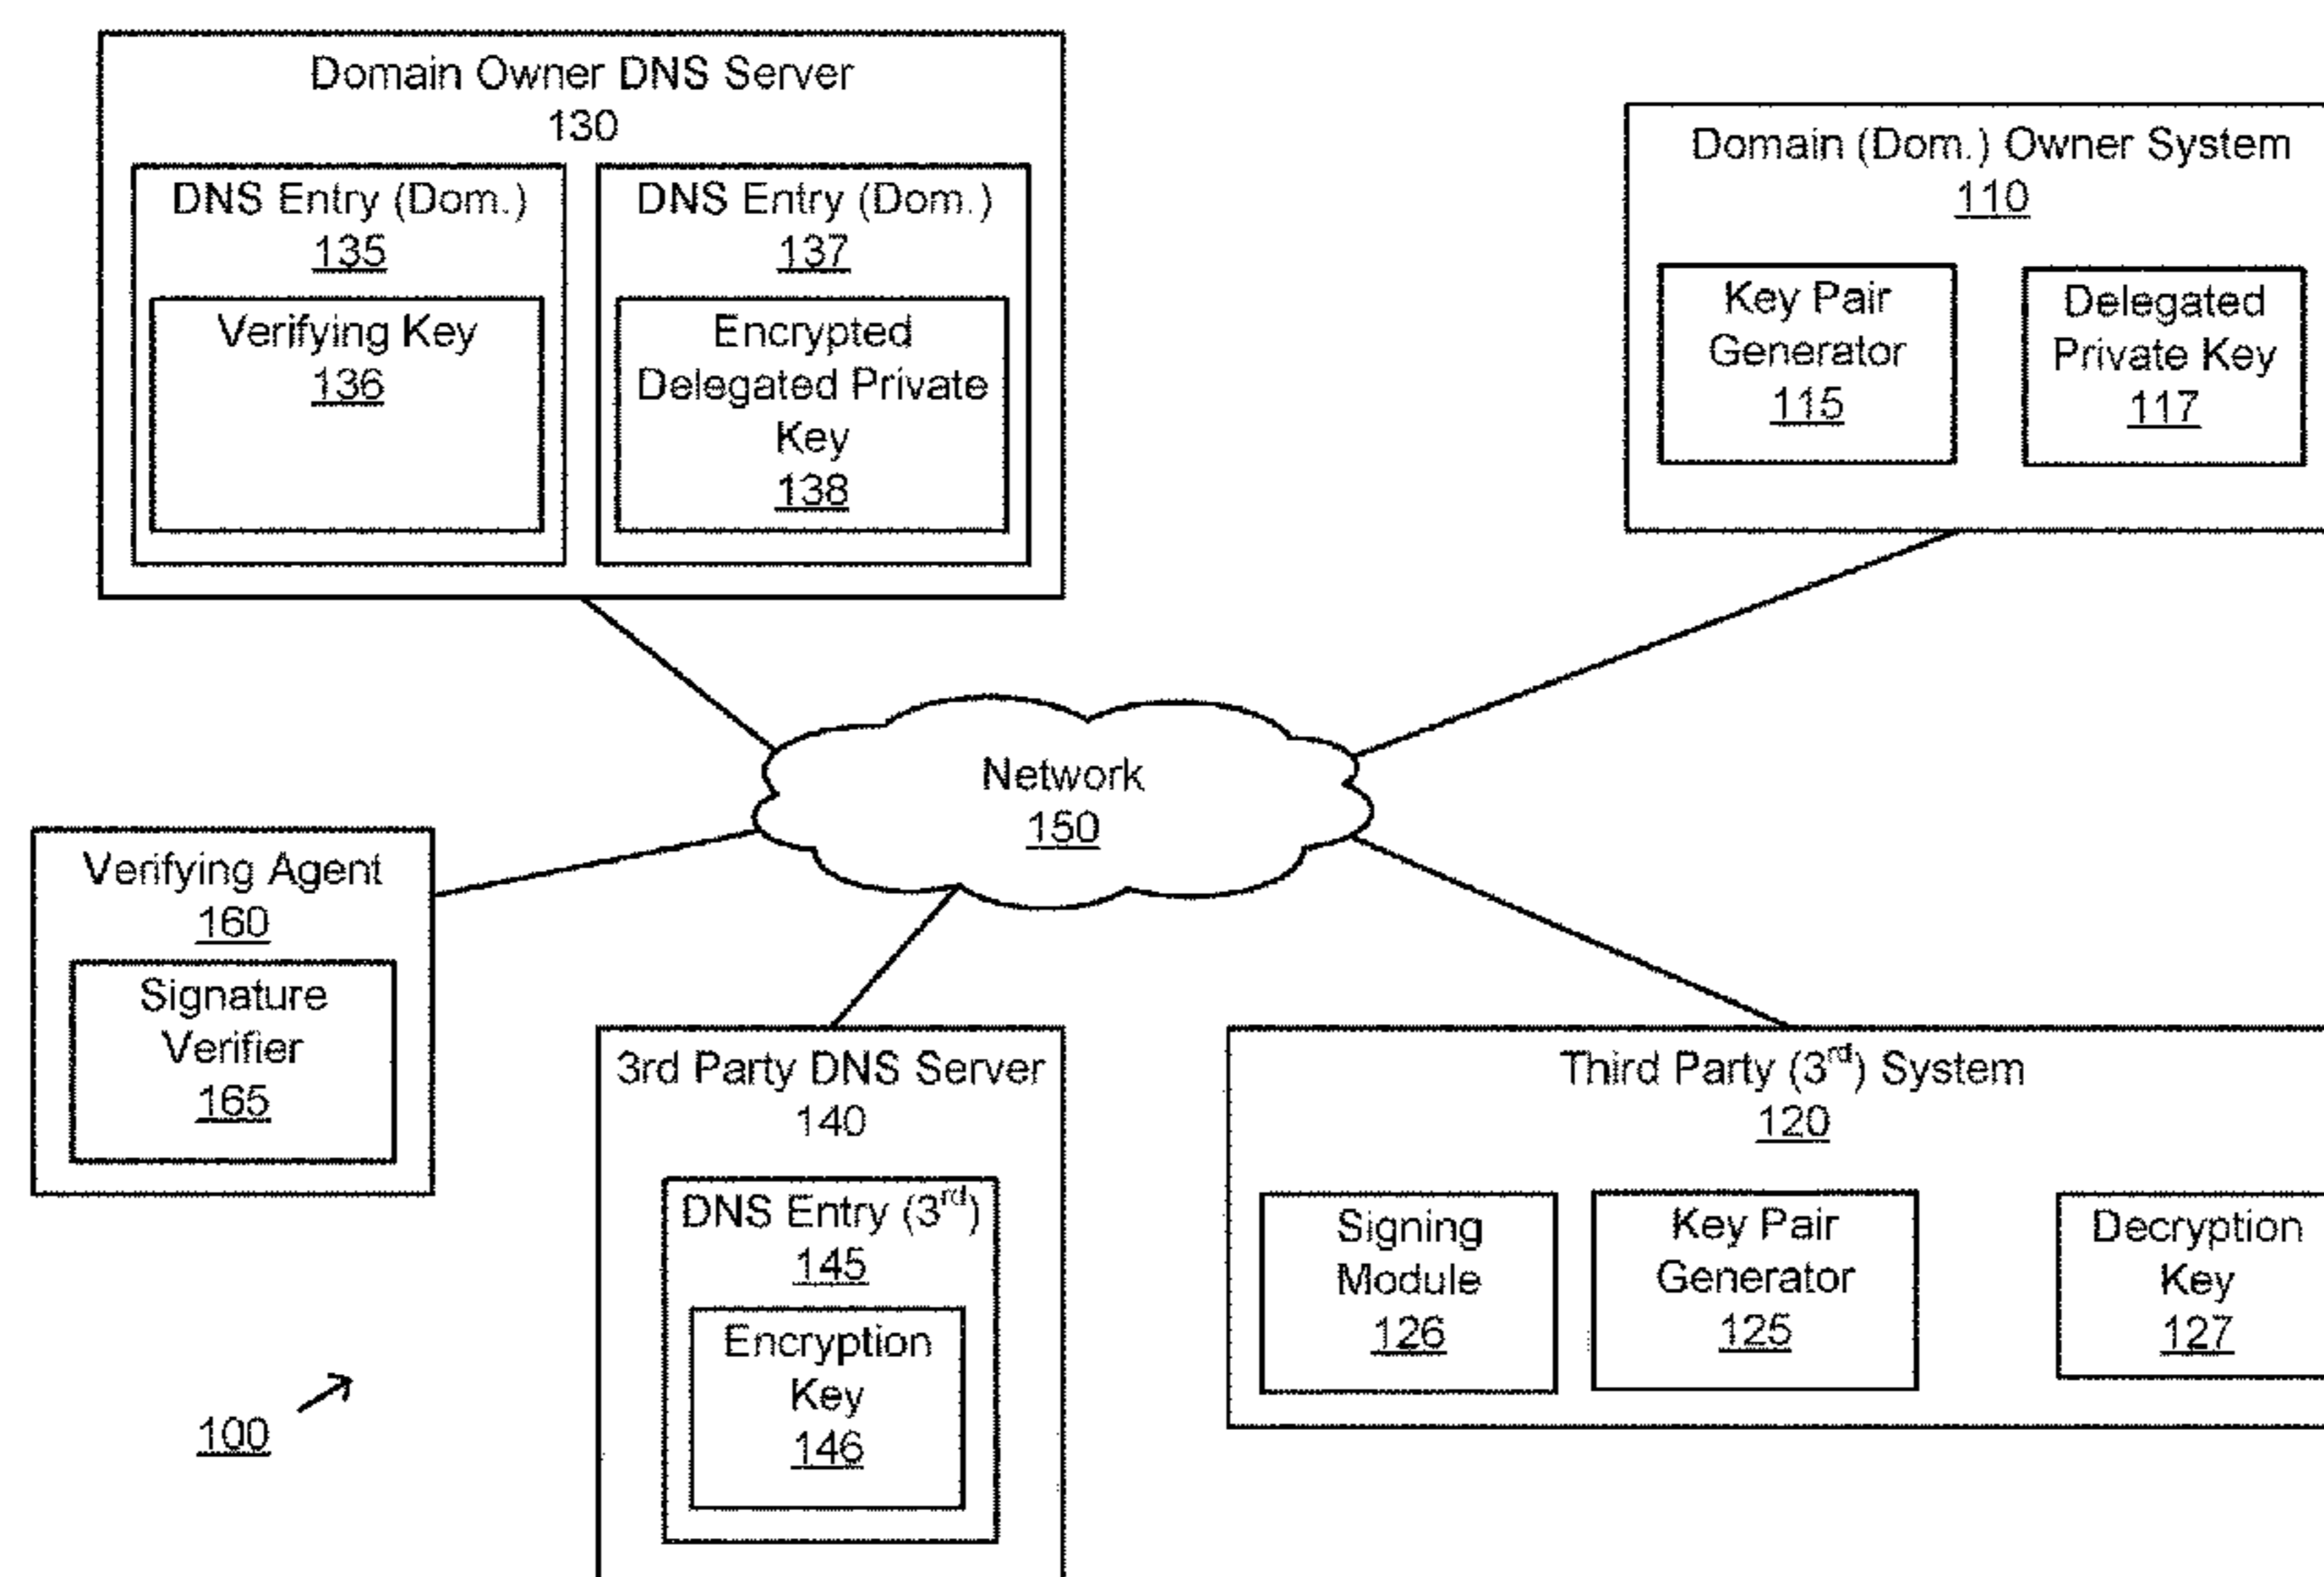 Domain Owner DNS Server
130
DNS Entry (Dom.)
135
Verifying Key
136
DNS Entry (Dom.)
137
Encrypted
Delegated Private
Key
138
Domain (Dom.) Owner System
110
Key Pair
Generator
115
Delegated
Private Key
117
Network
150
Verifying Agent
160
Signature
Verifier
165
3rd Party DNS Server
140
DNS Entry (3rd)
145
Encryption
Key
146
Third Party (3rd) System
120
Signing
Module
126
Key Pair
Generator
125
Decryption
Key
127
100